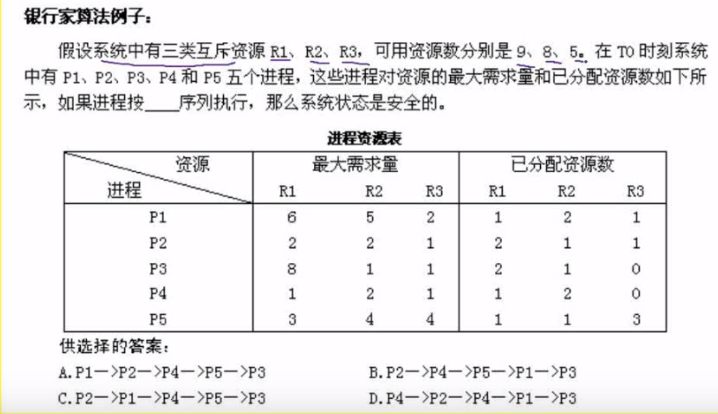 银行家算法例子：
假设系统中有三类互斥资源 R1、R2、R3，可用资源数分别是 9、8、5。在 T0 时刻系统
中有 P1、P2、P3、P4 和 P5 五个进程，这些进程对资源的最大需求量和已分配资源数如下所
示，如果进程按____序列执行，那么系统状态是安全的。
进程资源表
资源 最大需求量 已分配资源数
进程 R1 R2 R3 R1 R2 R3
P1 6 5 2 1 2 1
P2 2 2 1 2 1 1
P3 8 1 1 2 1 0
P4 1 2 1 1 2 0
P5 3 4 4 1 1 3
供选择的答案：
A.P1—>P2—>P4—>P5—>P3 B.P2—>P4—>P5—>P1—>P3
C.P2—>P1—>P4—>P5—>P3 D.P4—>P2—>P4—>P1—>P3